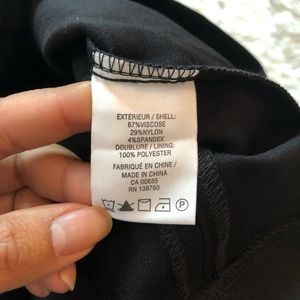 EXTÉRIEUR / SHELL:
67%VISCOSE
29%NYLON
4%SPANDEX
DOUBLURE / LINING:
100% POLYESTER
FABRIQUÉ EN CHINE /
MADE IN CHINA
CA 00655
RN 138760
P